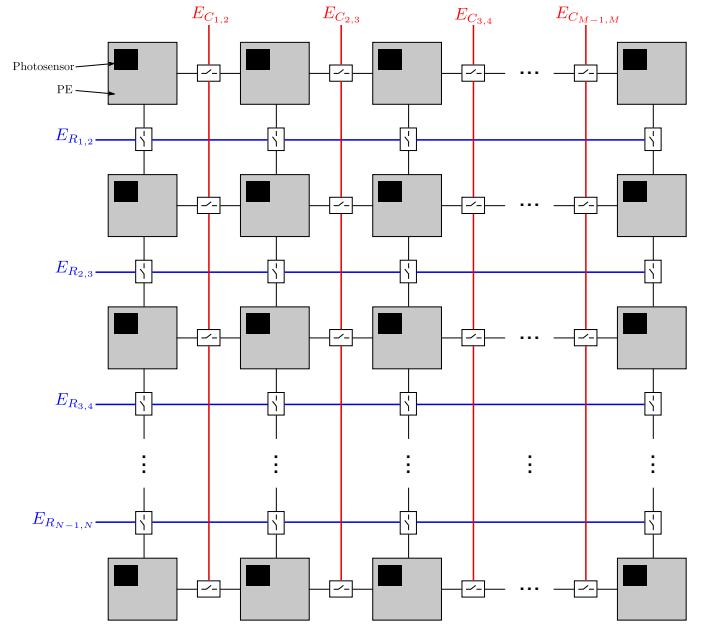 E_{C_{1,2}} E_{C_{2,3}} E_{C_{3,4}} E_{C_{M-1,M}}
Photosensor
PE
E_{R_{1,2}}
...
E_{R_{2,3}}
...
E_{R_{3,4}}
E_{R_{N-1,N}}